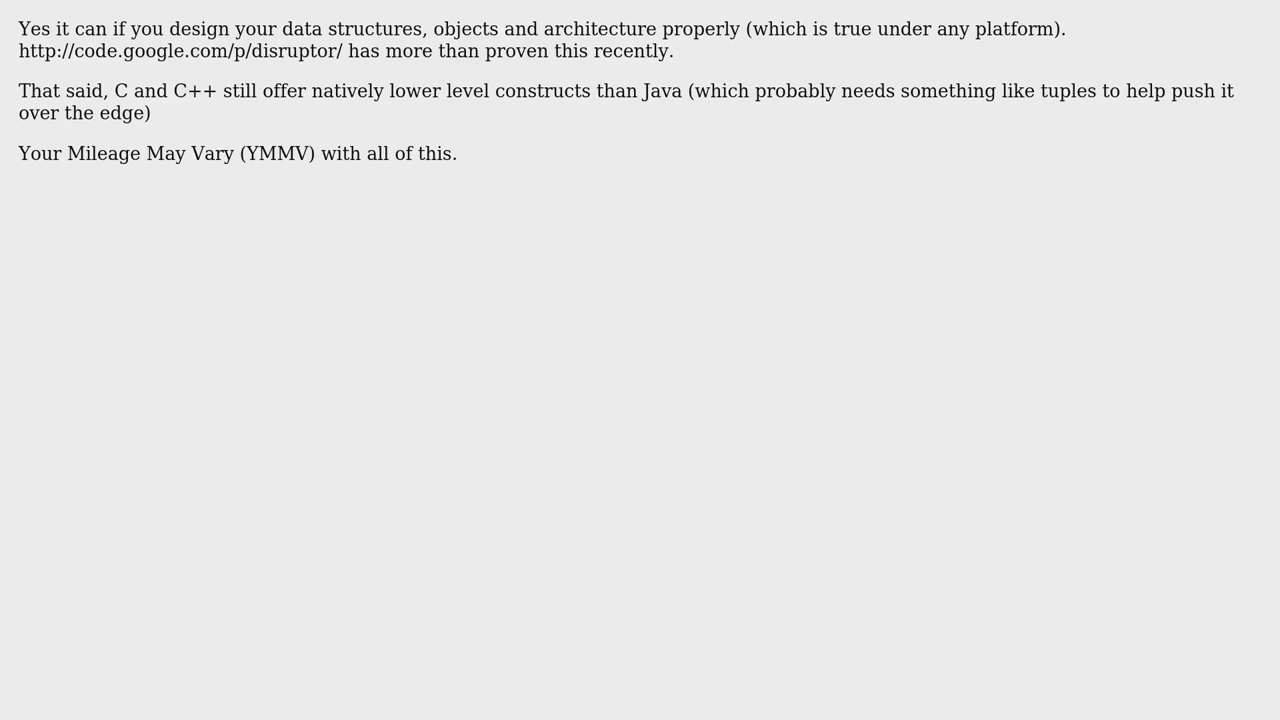 Yes it can if you design your data structures, objects and architecture properly (which is true under any platform).
http://code.google.com/p/disruptor/ has more than proven this recently.
That said, C and C++ still offer natively lower level constructs than Java (which probably needs something like tuples to help push it
over the edge)
Your Mileage May Vary (YMMV) with all of this.